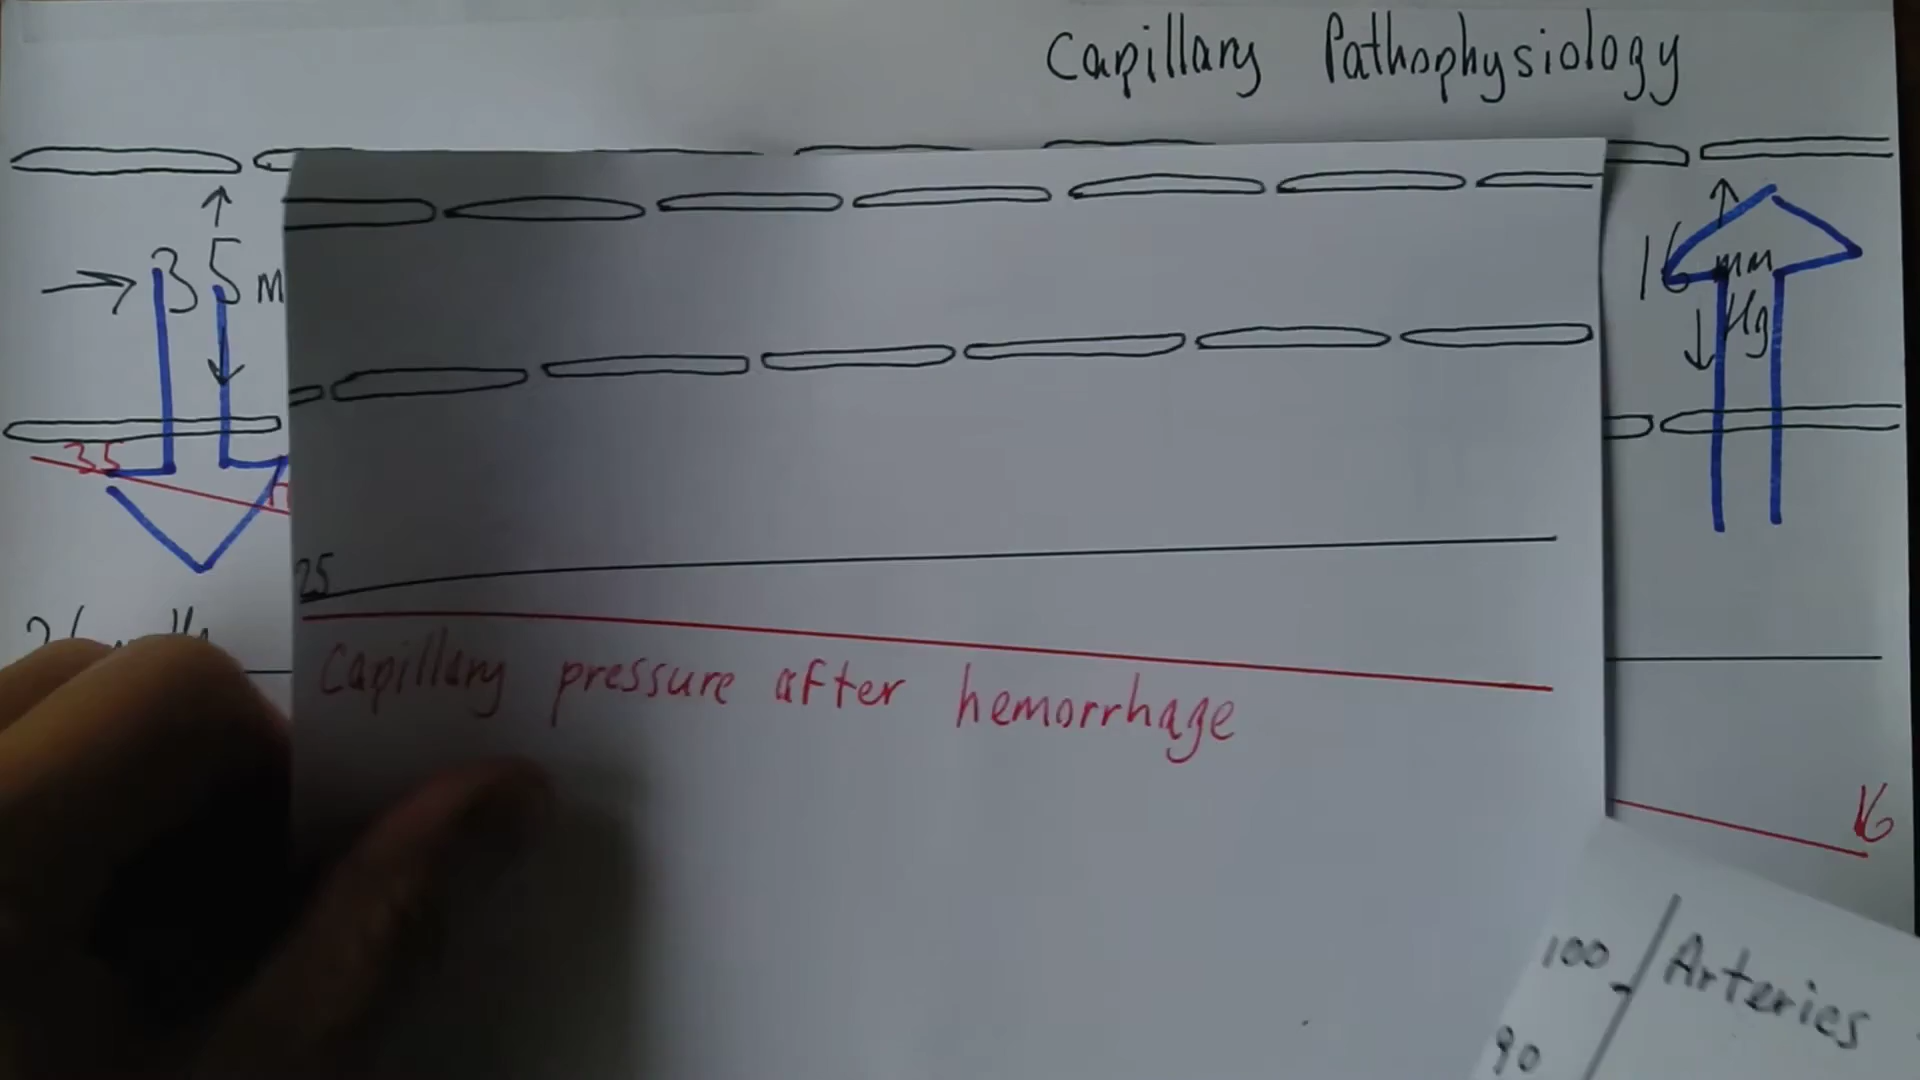 Capillary Pathophysiology
35 m
16 mm
Hg
35
25
Capillary pressure after hemorrhage
16
100
Arteries
90